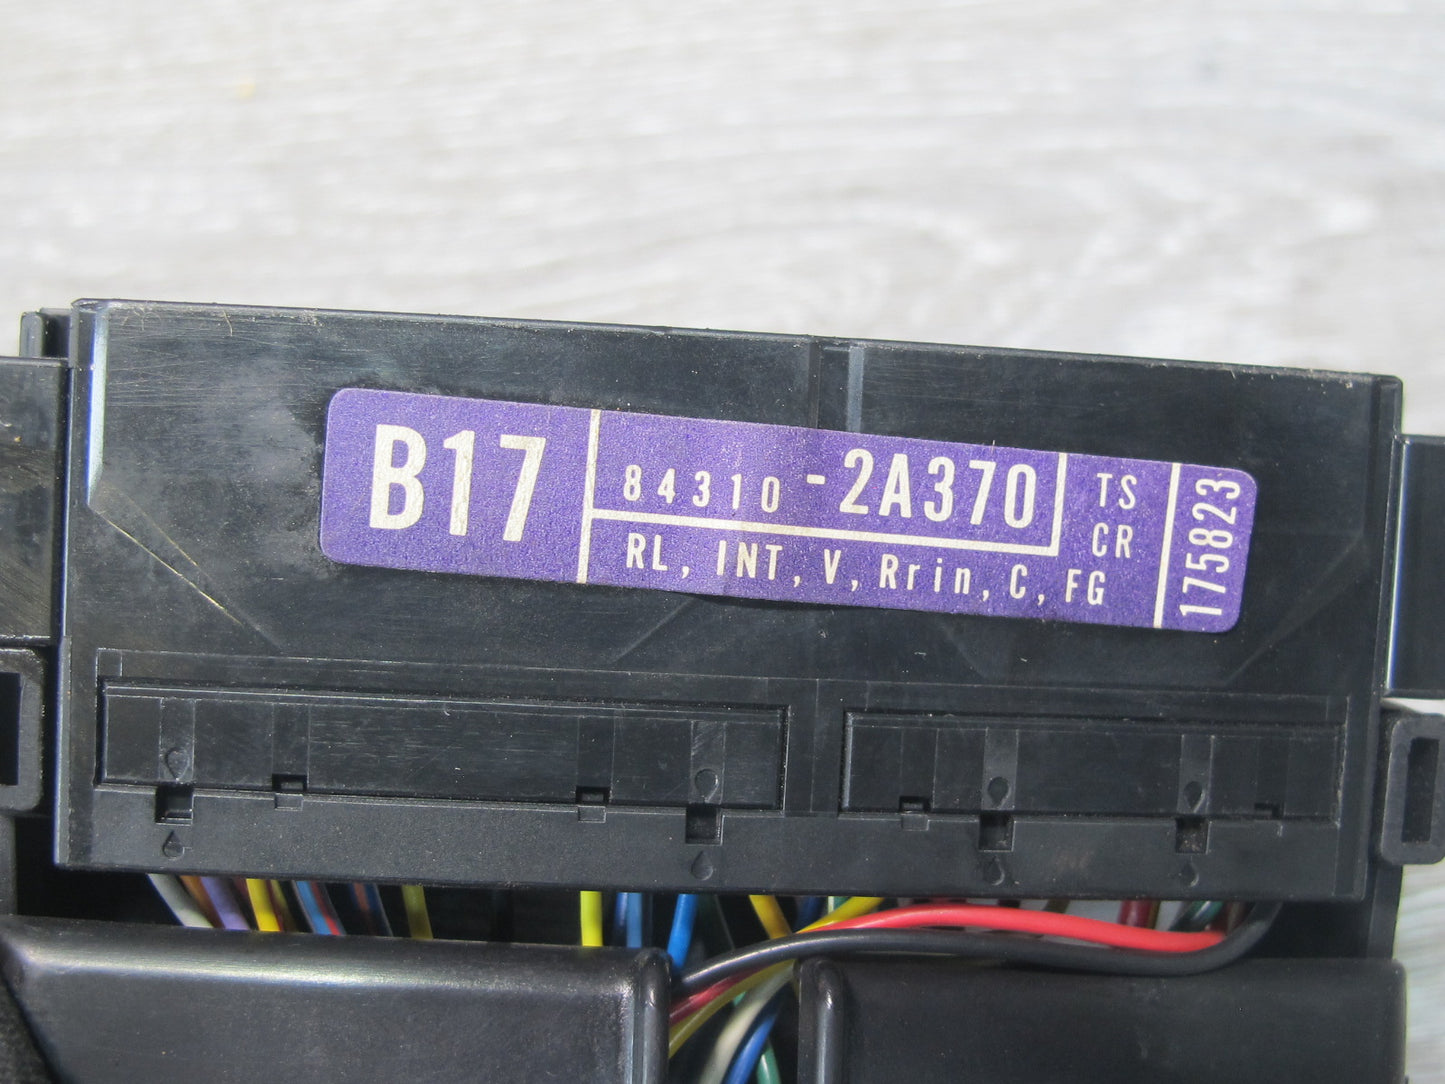 B17
84310-2A370
RL, INT, V, Rrin, C, FG
TS
CR
175823